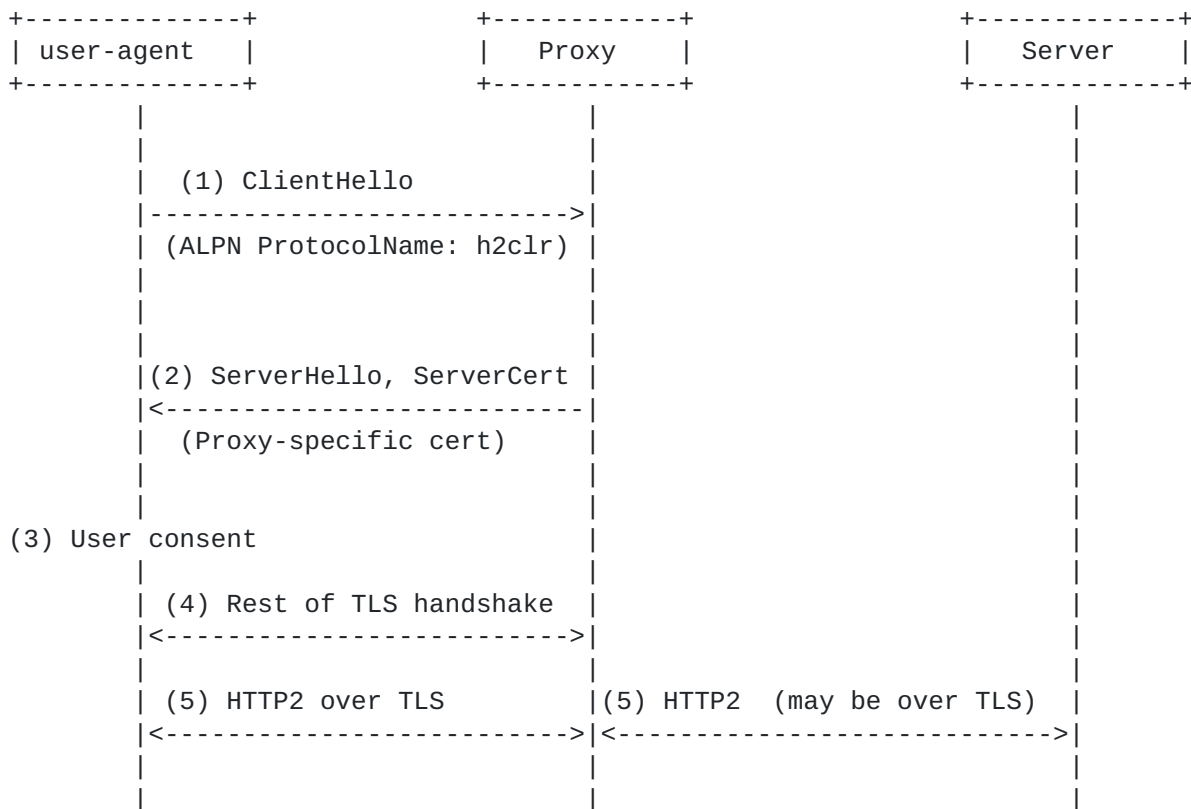 user-agent Proxy Server
(1) ClientHello
(ALPN ProtocolName: h2clr)
(2) ServerHello, ServerCert
(Proxy-specific cert)
(3) User consent
(4) Rest of TLS handshake
(5) HTTP2 over TLS (5) HTTP2 (may be over TLS)